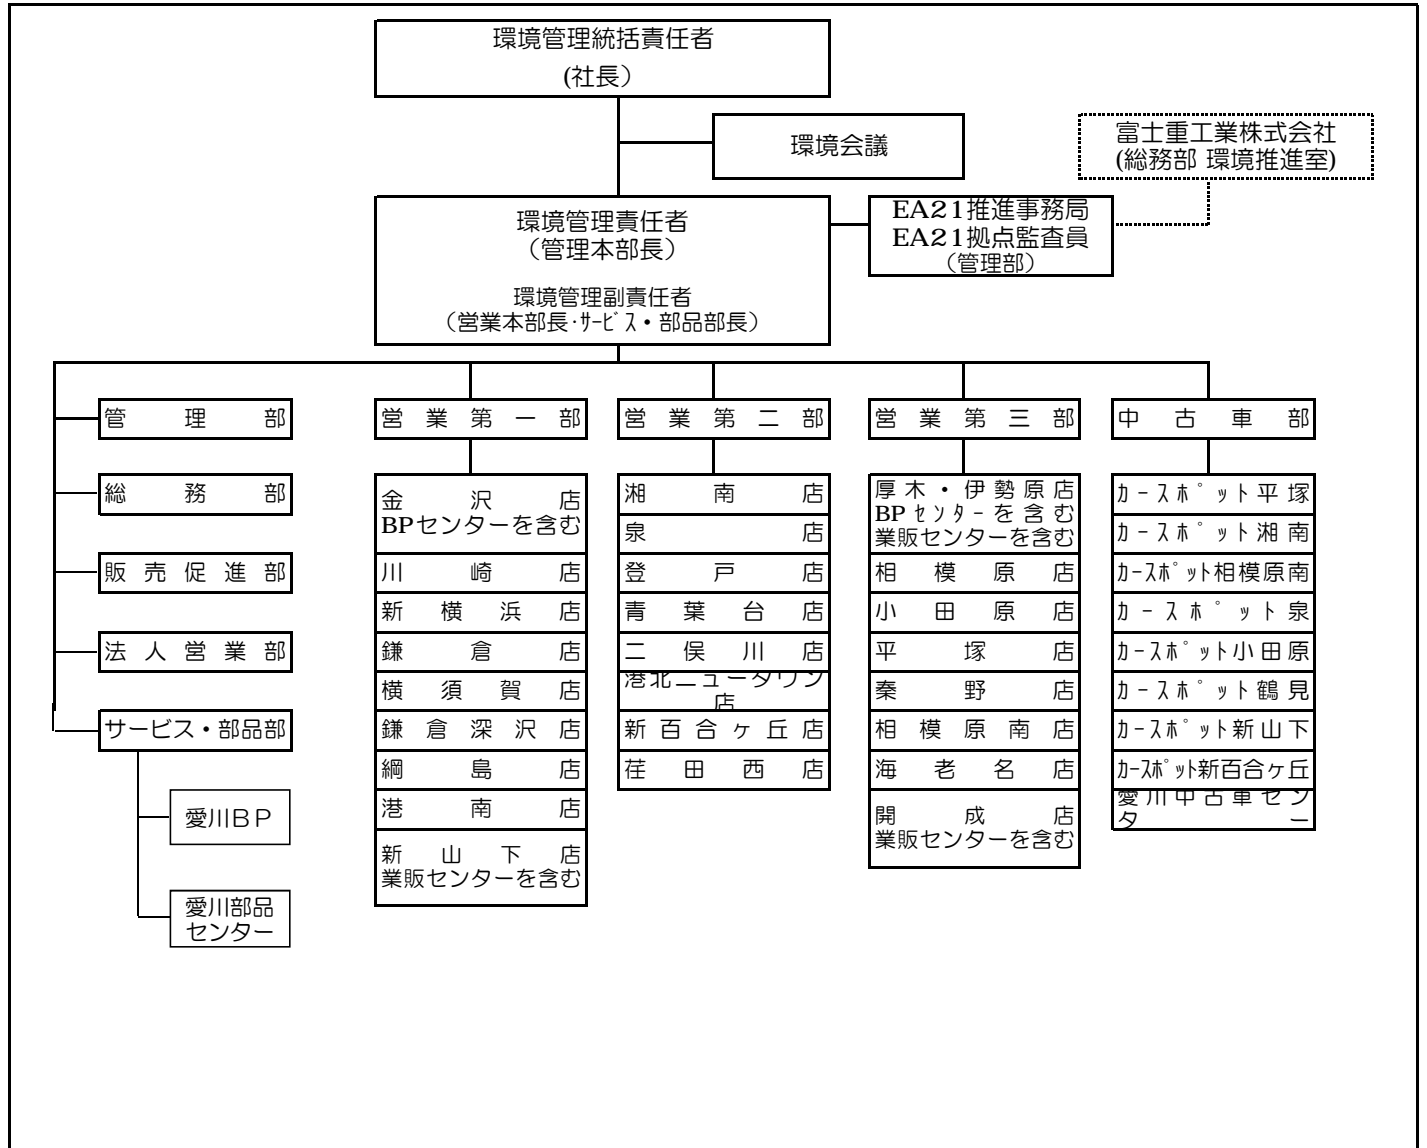 環境管理統括責任者
(社長）
環境会議
富士重工業株式会社
(総務部 環境推進室)
環境管理責任者
（管理本部長）
環境管理副責任者
（営業本部長･ｻｰﾋﾞｽ・部品部長）
EA21推進事務局
EA21拠点監査員
（管理部）
管理部
総務部
販売促進部
法人営業部
サービス・部品部
愛川ＢＰ
愛川部品
センター
営業第一部
金沢店
BPセンターを含む
川崎店
新横浜店
鎌倉店
横須賀店
鎌倉深沢店
綱島店
港南店
新山下店
業販センターを含む
営業第二部
湘南店
泉店
登戸店
青葉台店
二俣川店
港北ニュータウン
店
新百合ヶ丘店
荏田西店
営業第三部
厚木・伊勢原店
BPｾﾝﾀｰを含む
業販センターを含む
相模原店
小田原店
平塚店
秦野店
相模原南店
海老名店
開成店
業販センターを含む
中古車部
ｶｰｽﾎﾟｯﾄ平塚
ｶｰｽﾎﾟｯﾄ湘南
ｶｰｽﾎﾟｯﾄ相模原南
ｶｰｽﾎﾟｯﾄ泉
ｶｰｽﾎﾟｯﾄ小田原
ｶｰｽﾎﾟｯﾄ鶴見
ｶｰｽﾎﾟｯﾄ新山下
ｶｰｽﾎﾟｯﾄ新百合ヶ丘
愛川中古車セン
ター